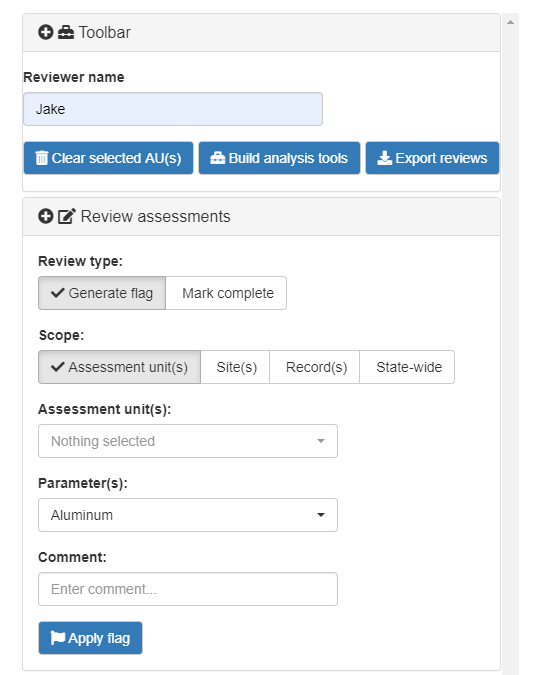 Toolbar
Reviewer name
Jake
Clear selected AU(s) Build analysis tools Export reviews
Review assessments
Review type:
Generate flag Mark complete
Scope:
Assessment unit(s) Site(s) Record(s) State-wide
Assessment unit(s):
Nothing selected
Parameter(s):
Aluminum
Comment:
Enter comment...
Apply flag